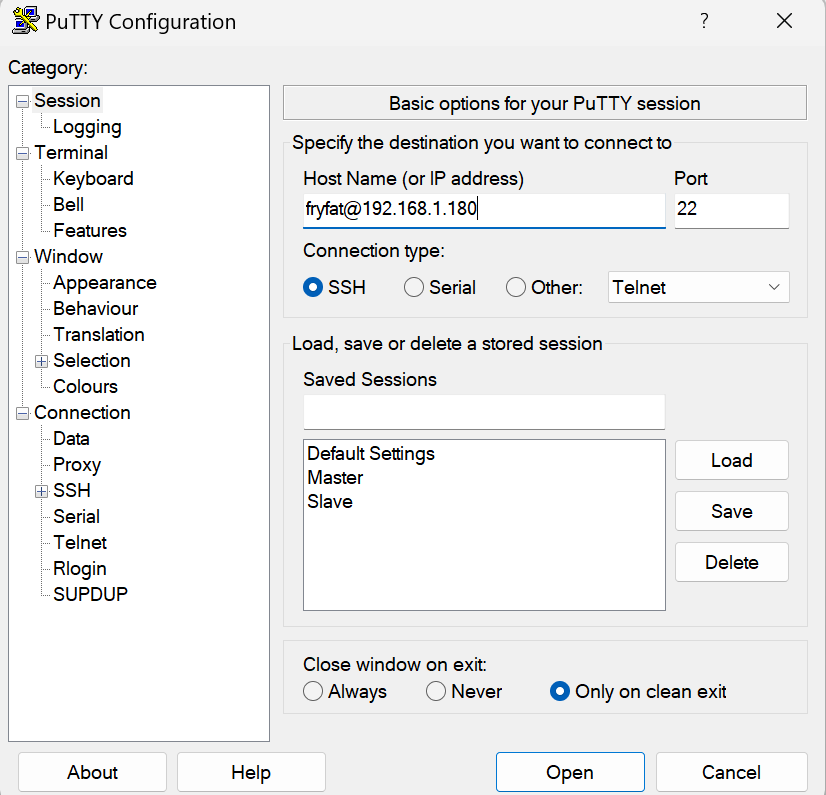 PuTTY Configuration
?
Category:
Session
Logging
Terminal
Keyboard
Bell
Features
Window
Appearance
Behaviour
Translation
Selection
Colours
Connection
Data
Proxy
SSH
Serial
Telnet
Rlogin
SUPDUP
Basic options for your PuTTY session
Specify the destination you want to connect to
Host Name (or IP address) Port
fryfat@192.168.1.180 22
Connection type:
SSH Serial Other: Telnet
Load, save or delete a stored session
Saved Sessions
Default Settings
Master
Slave
Load
Save
Delete
Close window on exit:
Always Never Only on clean exit
About Help Open Cancel